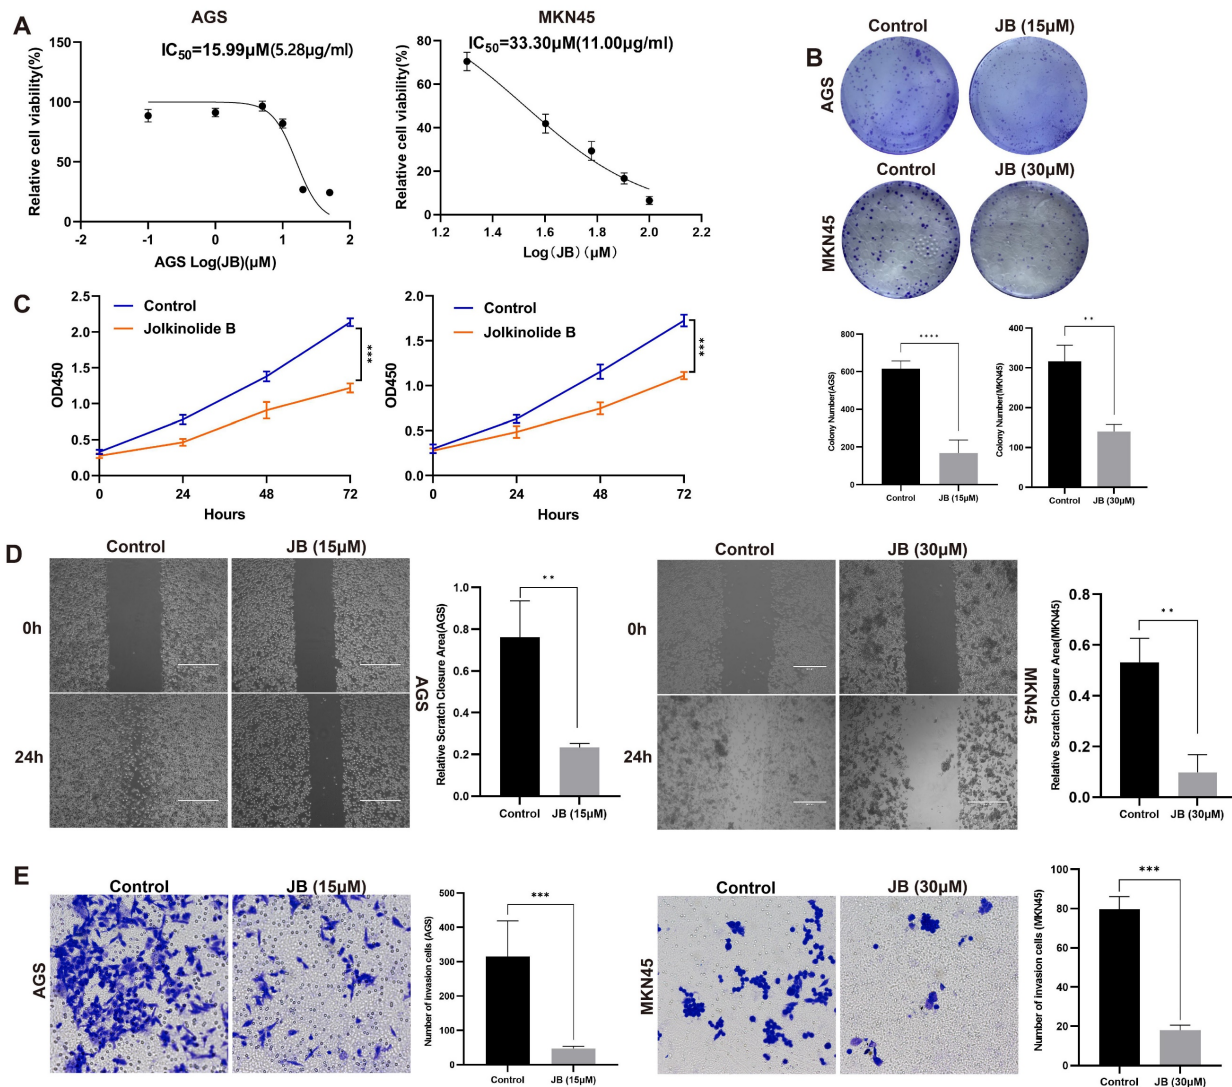 A
AGS
IC50=15.99μM(5.28μg/ml)
Relative cell viability(%)
150
100
50
0
-2
-1
0
1
2
AGS Log(JB)(μM)
MKN45
IC50=33.30μM(11.00μg/ml)
Relative cell viability(%)
80
60
40
20
0
1.2
1.4
1.6
1.8
2.0
2.2
Log(JB) (μM)
B
Control
JB (15μM)
AGS
Control
JB (30μM)
MKN45
Colony Number(AGS)
800
600
400
200
0
****
Control
JB (15μM)
Colony Number(MKN45)
400
300
200
100
0
**
Control
JB (30μM)
C
OD450
2.5
2.0
1.5
1.0
0.5
0.0
Control
Jolkinolide B
***
0
24
48
72
Hours
OD450
2.0
1.5
1.0
0.5
0.0
Control
Jolkinolide B
***
0
24
48
72
Hours
D
Control
JB (15μM)
0h
24h
AGS
Relative Scratch Closure Area(AGS)
1.0
0.8
0.6
0.4
0.2
0.0
**
Control
JB (15μM)
Control
JB (30μM)
0h
24h
MKN45
Relative Scratch Closure Area(MKN45)
0.8
0.6
0.4
0.2
0.0
**
Control
JB (30μM)
E
Control
JB (15μM)
AGS
Number of invasion cells (AGS)
500
400
300
200
100
0
***
Control
JB (15μM)
Control
JB (30μM)
MKN45
Number of invasion cells (MKN45)
100
80
60
40
20
0
***
Control
JB (30μM)